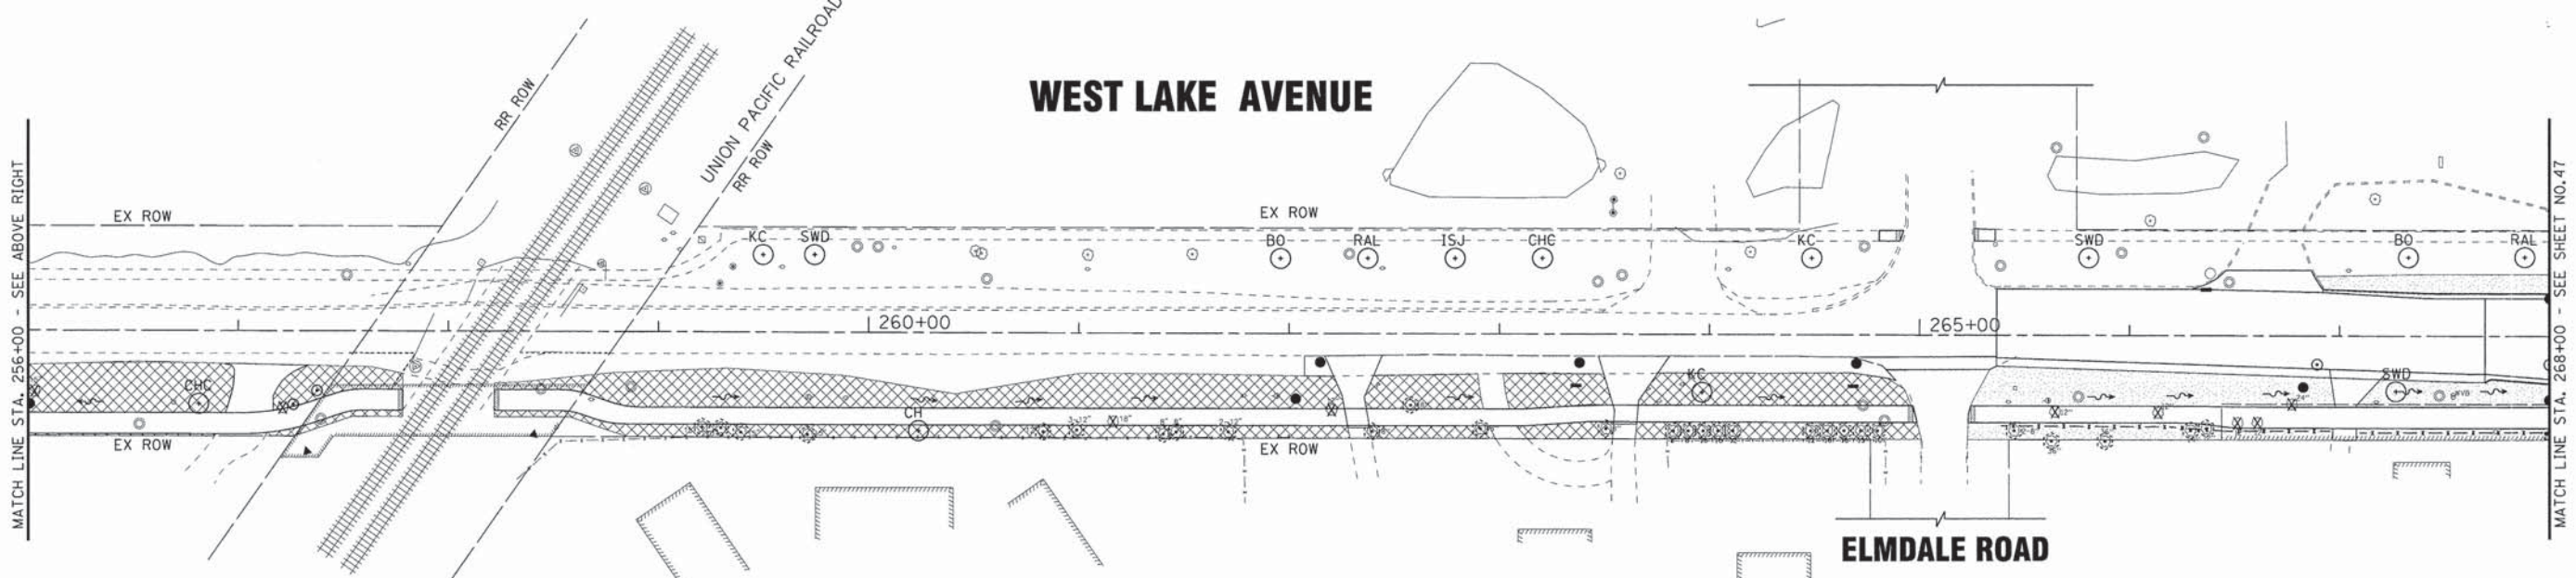 WEST LAKE AVENUE
RR ROW
UNION PACIFIC RAILROAD
RR ROW
MATCH LINE STA. 256+00 - SEE ABOVE RIGHT
EX ROW
EX ROW
KC SWD BO RAL ISJ CHC KC SWD BO RAL
260+00
265+00
CHC
CH
KC
SWD
EX ROW
EX ROW
ELMDALE ROAD
MATCH LINE STA. 268+00 - SEE SHEET NO.47